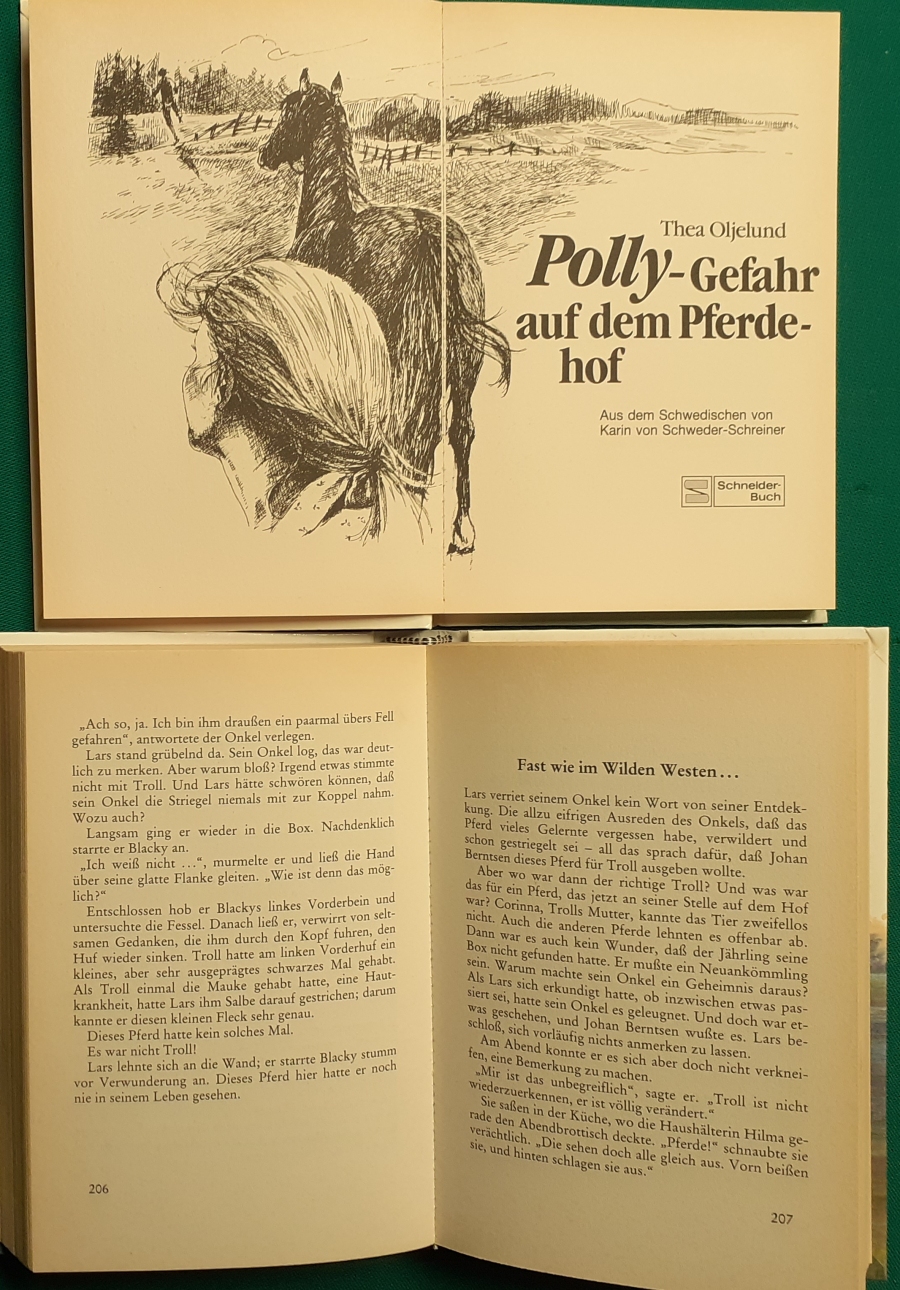 Thea Oljelund
Polly-Gefahr
auf dem Pferde-
hof
Aus dem Schwedischen von
Karin von Schweder-Schreiner
Schneider-
Buch
„Ach so, ja. Ich bin ihm draußen ein paarmal übers Fell
gefahren“, antwortete der Onkel verlegen.
Lars stand grübelnd da. Sein Onkel log, das war deut-
lich zu merken. Aber warum bloß? Irgend etwas stimmte
nicht mit Troll. Und Lars hätte schwören können, daß
sein Onkel die Striegel niemals mit zur Koppel nahm.
Wozu auch?
Langsam ging er wieder in die Box. Nachdenklich
starrte er Blacky an.
„Ich weiß nicht ...“, murmelte er und ließ die Hand
über seine glatte Flanke gleiten. „Wie ist denn das mög-
lich?“
Entschlossen hob er Blackys linkes Vorderbein und
untersuchte die Fessel. Danach ließ er, verwirrt von selt-
samen Gedanken, die ihm durch den Kopf fuhren, den
Huf wieder sinken. Troll hatte am linken Vorderhuf ein
kleines, aber sehr ausgeprägtes schwarzes Mal gehabt.
Als Troll einmal die Mauke gehabt hatte, eine Haut-
krankheit, hatte Lars ihm Salbe darauf gestrichen; darum
kannte er diesen kleinen Fleck sehr genau.
Dieses Pferd hatte kein solches Mal.
Es war nicht Troll!
Lars lehnte sich an die Wand; er starrte Blacky stumm
vor Verwunderung an. Dieses Pferd hier hatte er noch
nie in seinem Leben gesehen.
206
Fast wie im Wilden Westen...
Lars verriet seinem Onkel kein Wort von seiner Entdek-
kung. Die allzu eifrigen Ausreden des Onkels, daß das
Pferd vieles Gelernte vergessen habe, verwildert und
schon gestriegelt sei – all das sprach dafür, daß Johan
Berntsen dieses Pferd für Troll ausgeben wollte.
Aber wo war dann der richtige Troll? Und was war
das für ein Pferd, das jetzt an seiner Stelle auf dem Hof
war? Corinna, Trolls Mutter, kannte das Tier zweifellos
nicht. Auch die anderen Pferde lehnten es offenbar ab.
Dann war es auch kein Wunder, daß der Jährling seine
Box nicht gefunden hatte. Er mußte ein Neuankömmling
sein. Warum machte sein Onkel ein Geheimnis daraus?
Als Lars sich erkundigt hatte, ob inzwischen etwas pas-
siert sei, hatte sein Onkel es geleugnet. Und doch war et-
was geschehen, und Johan Berntsen wußte es. Lars be-
schloß, sich vorläufig nichts anmerken zu lassen.
Am Abend konnte er es sich aber doch nicht verknei-
fen, eine Bemerkung zu machen.
„Mir ist das unbegreiflich“, sagte er. „Troll ist nicht
wiederzuerkennen, er ist völlig verändert.“
Sie saßen in der Küche, wo die Haushälterin Hilma ge-
rade den Abendbrottisch deckte. „Pferde!“ schnaubte sie
verächtlich. „Die sehen doch alle gleich aus. Vorn beißen
sie, und hinten schlagen sie aus.“
207